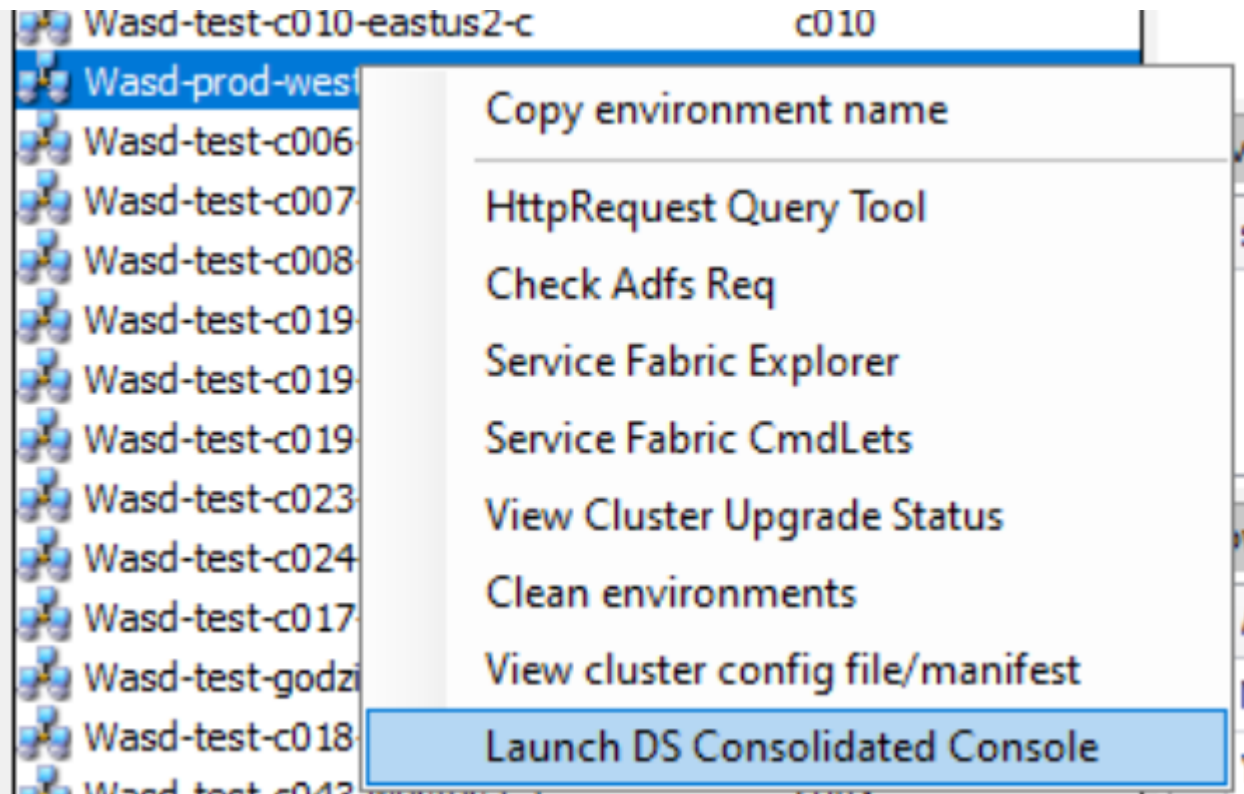 Wasd-test-c010-eastus2-c c010
Wasd-prod-west
Wasd-test-c006-
Wasd-test-c007-
Wasd-test-c008-
Wasd-test-c019-
Wasd-test-c019-
Wasd-test-c019-
Wasd-test-c023-
Wasd-test-c024-
Wasd-test-c017-
Wasd-test-godzi
Wasd-test-c018-
Copy environment name
HttpRequest Query Tool
Check Adfs Req
Service Fabric Explorer
Service Fabric CmdLets
View Cluster Upgrade Status
Clean environments
View cluster config file/manifest
Launch DS Consolidated Console